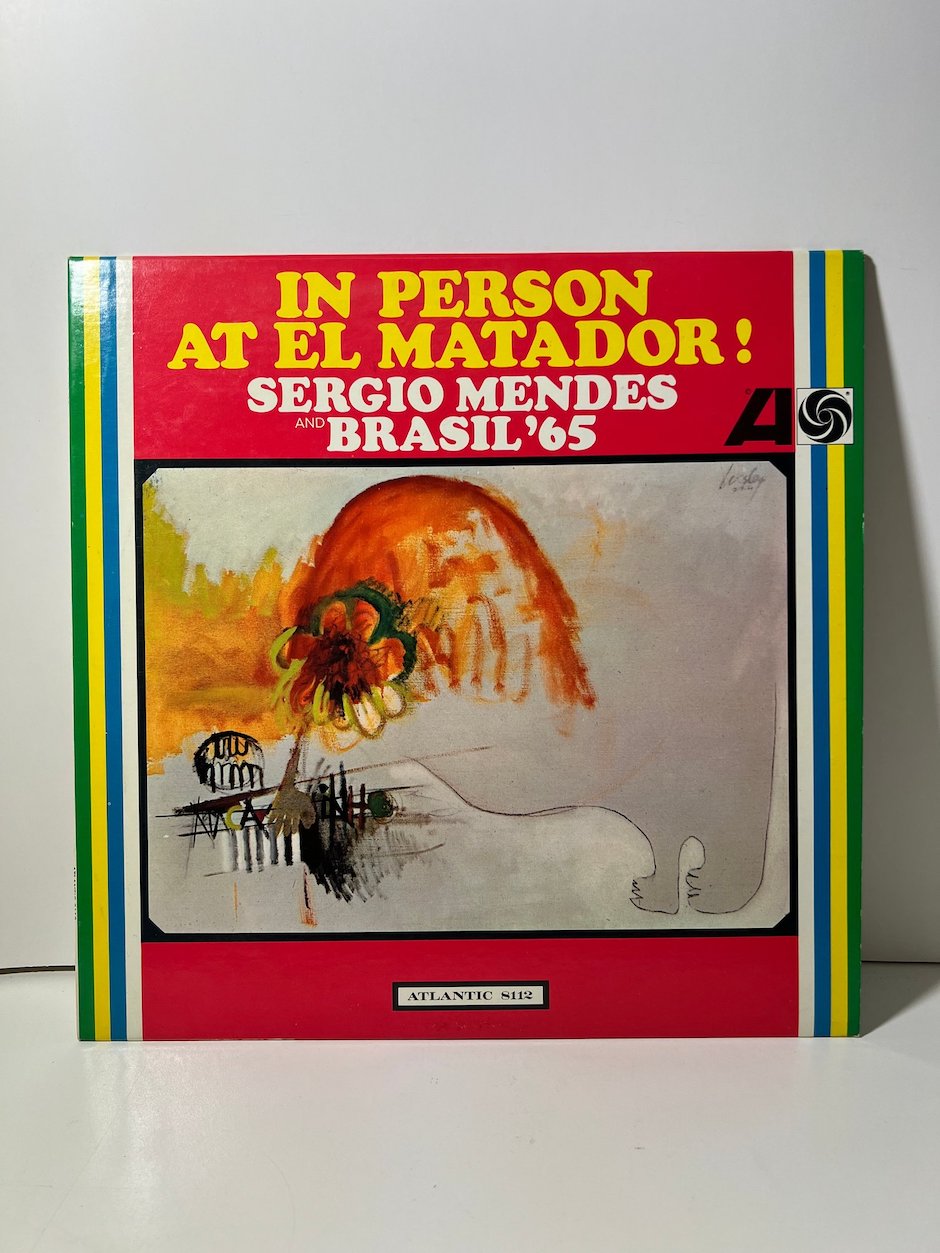 IN PERSON
AT EL MATADOR!
SERGIO MENDES
AND BRASIL '65
A
ATLANTIC 8112